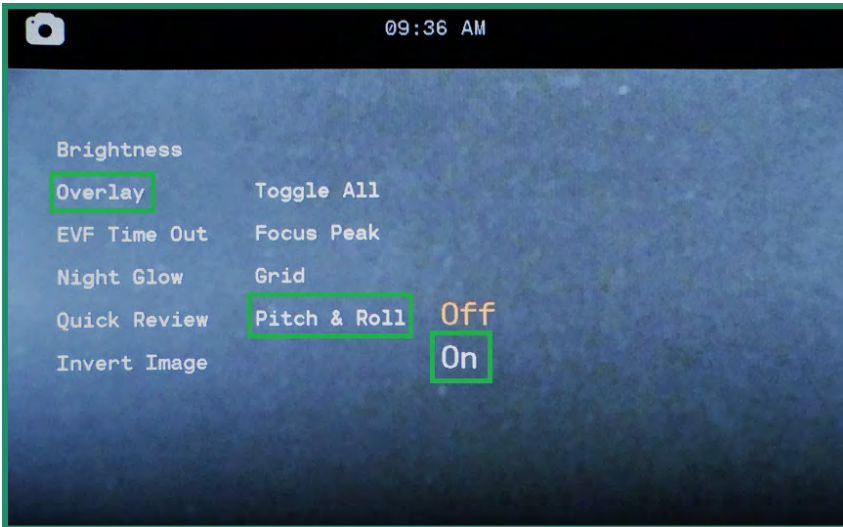 09:36 AM
Brightness
Overlay
EVF Time Out
Night Glow
Quick Review
Invert Image
Toggle All
Focus Peak
Grid
Pitch & Roll
Off
On